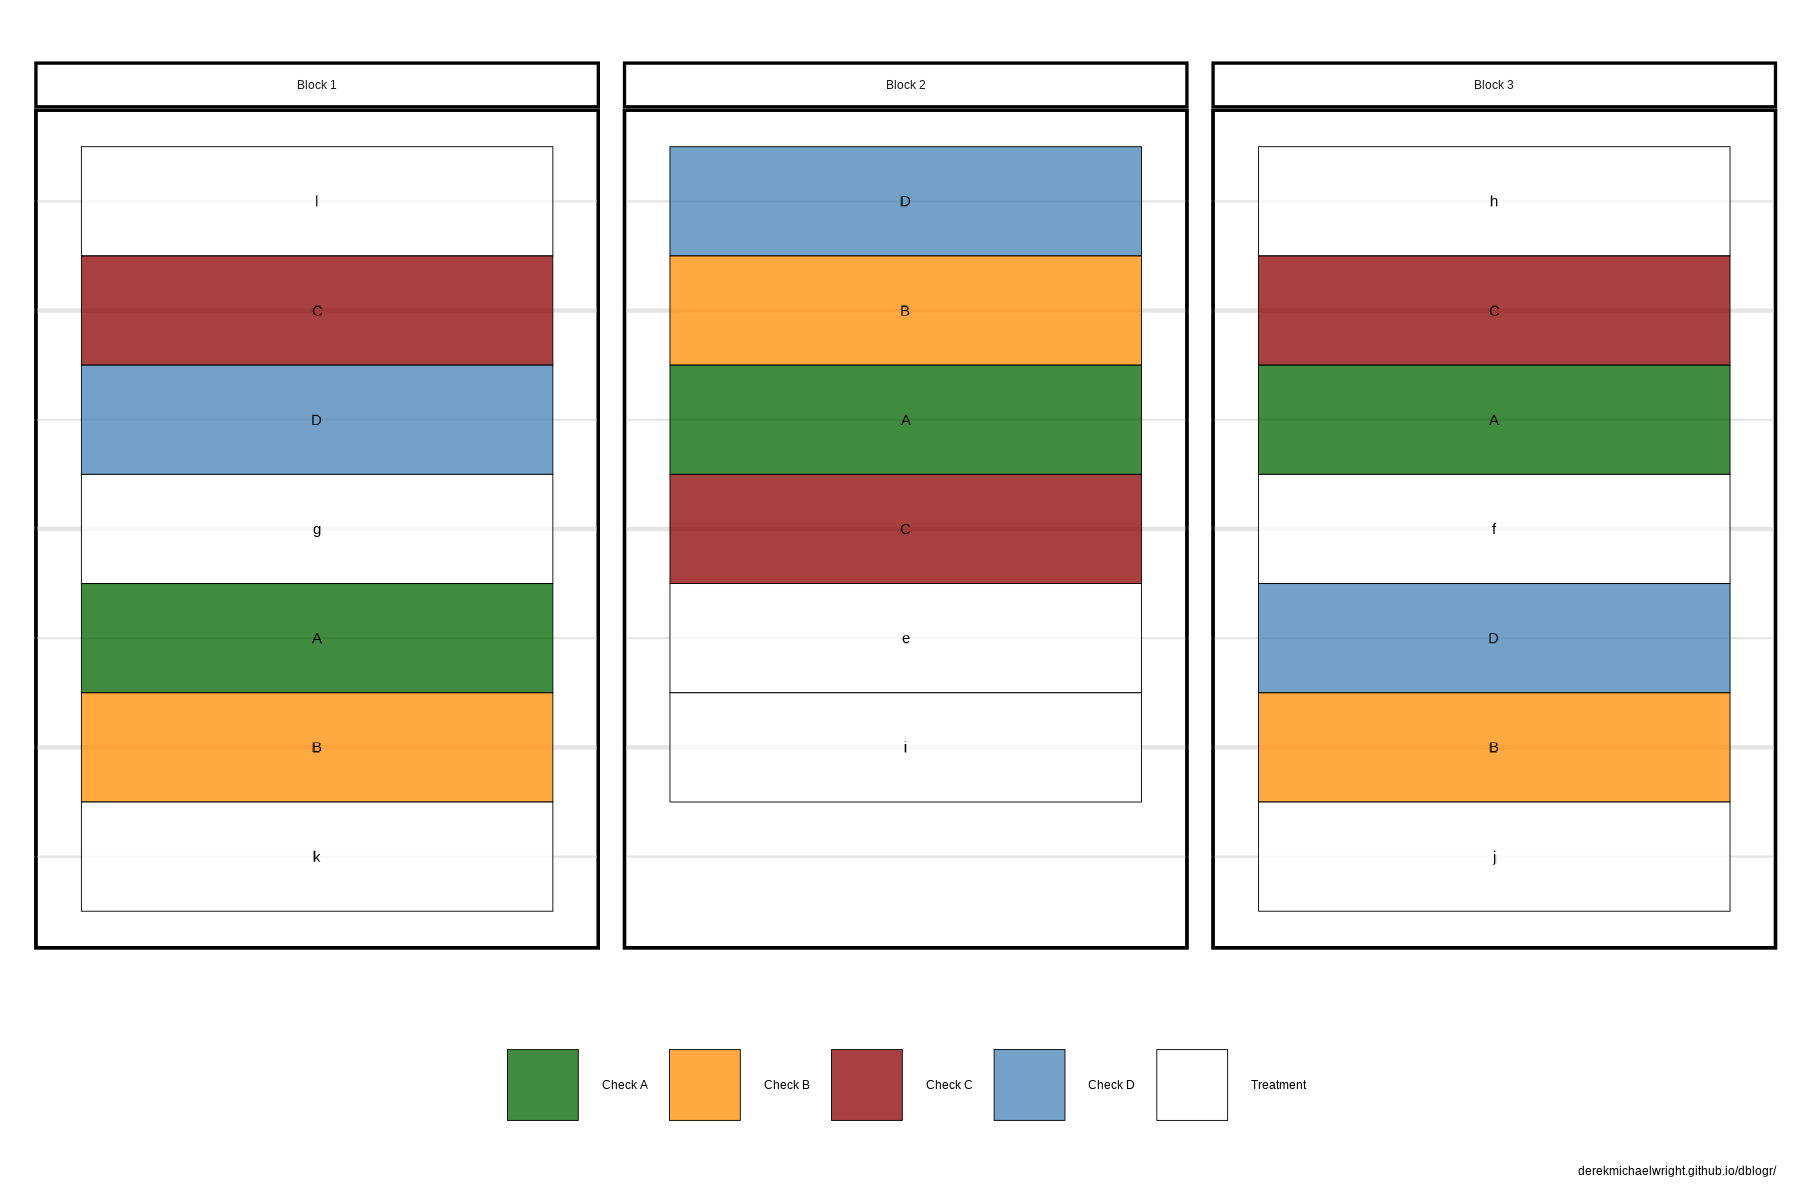 Block 1
l
C
D
g
A
B
k
Block 2
D
B
A
C
e
i
Block 3
h
C
A
f
D
B
j
Check A
Check B
Check C
Check D
Treatment
derekmichaelwright.github.io/dblogr/